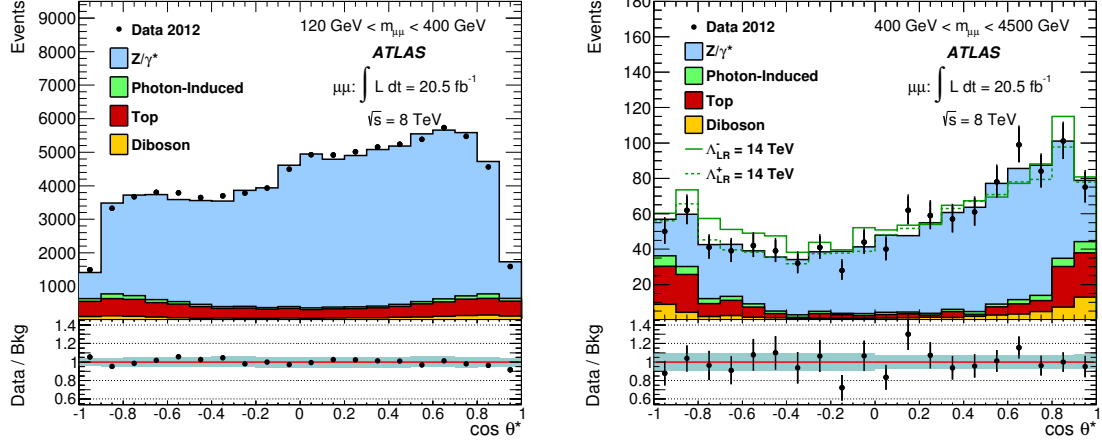 Events
9000
8000
7000
6000
5000
4000
3000
2000
1000
Data 2012
Z/γ*
Photon-Induced
Top
Diboson
120 GeV < mμμ < 400 GeV
ATLAS
μμ: ∫ L dt = 20.5 fb⁻¹
√s = 8 TeV
Data / Bkg
1.4
1.2
1
0.8
0.6
-1 -0.8 -0.6 -0.4 -0.2 0 0.2 0.4 0.6 0.8 1
cos θ*
Events
180
160
140
120
100
80
60
40
20
Data 2012
Z/γ*
Photon-Induced
Top
Diboson
Λ⁻LR = 14 TeV
Λ⁺LR = 14 TeV
400 GeV < mμμ < 4500 GeV
ATLAS
μμ: ∫ L dt = 20.5 fb⁻¹
√s = 8 TeV
Data / Bkg
1.4
1.2
1
0.8
0.6
-1 -0.8 -0.6 -0.4 -0.2 0 0.2 0.4 0.6 0.8 1
cos θ*